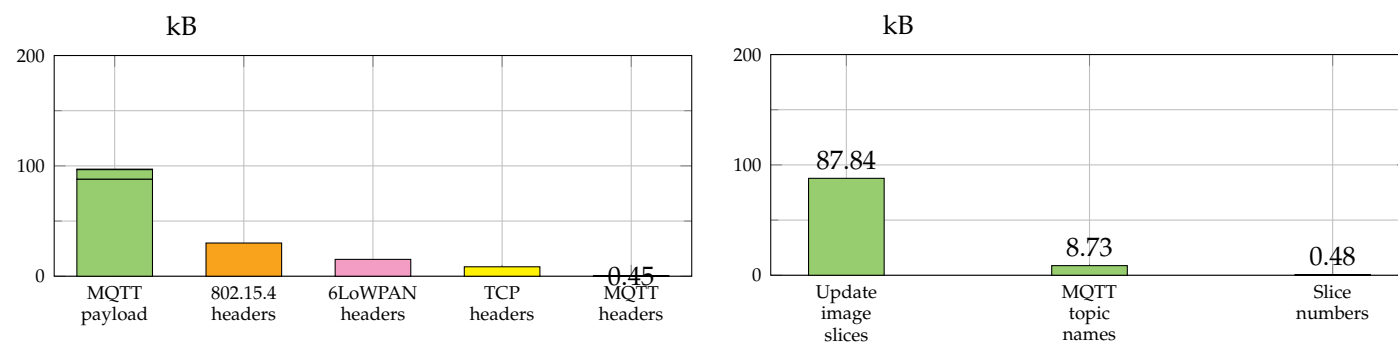 kB
200
100
0
0.45
MQTT
payload
802.15.4
headers
6LoWPAN
headers
TCP
headers
MQTT
headers
kB
200
100
0
87.84
8.73
0.48
Update
image
slices
MQTT
topic
names
Slice
numbers